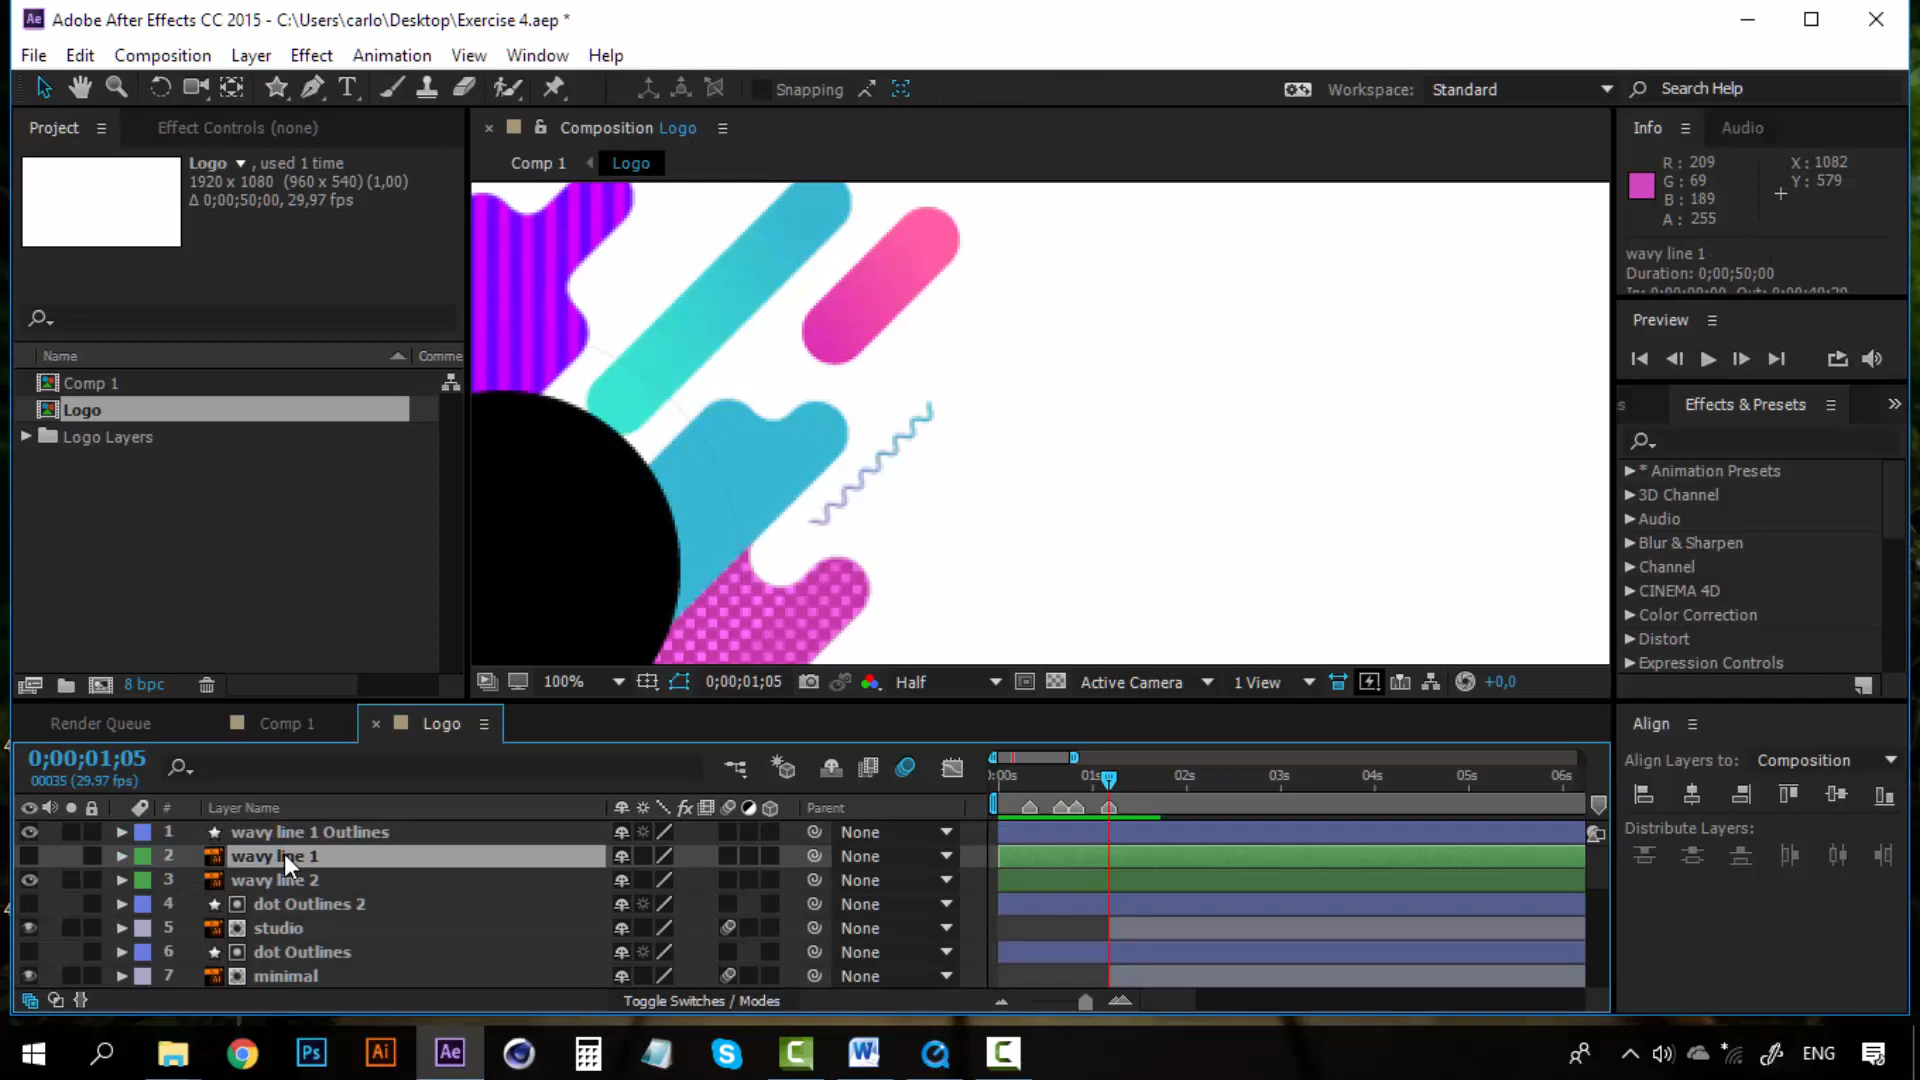 Adobe After Effects CC 2015 - C:\Users\carlo\Desktop\Exercise 4.aep *
File Edit Composition Layer Effect Animation View Window Help
Snapping
Workspace: Standard
Search Help
Project
Effect Controls (none)
Logo , used 1 time
1920 x 1080 (960 x 540) (1,00)
Δ 0;00;50;00, 29,97 fps
Name
Comme
Comp 1
Logo
Logo Layers
8 bpc
Composition Logo
Comp 1
Logo
100%
0;00;01;05
Half
Active Camera
1 View
+0,0
Info
Audio
R: 209
G: 69
B: 189
A: 255
X: 1082
Y: 579
wavy line 1
Duration: 0;00;50;00
Preview
s
Effects & Presets
* Animation Presets
3D Channel
Audio
Blur & Sharpen
Channel
CINEMA 4D
Color Correction
Distort
Expression Controls
Render Queue
Comp 1
Logo
0;00;01;05
00035 (29.97 fps)
# Layer Name
Parent
1 wavy line 1 Outlines None
2 wavy line 1 None
3 wavy line 2 None
4 dot Outlines 2 None
5 studio None
6 dot Outlines None
7 minimal None
Toggle Switches / Modes
:00s 01s 02s 03s 04s 05s 06s
Align
Align Layers to: Composition
Distribute Layers:
Ps
Ai
Ae
ENG